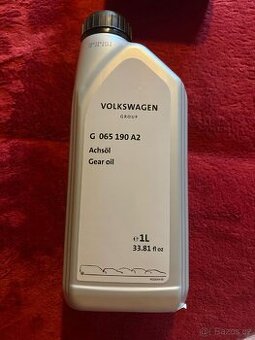 VOLKSWAGEN
GROUP
G 065 190 A2
Achsöl
Gear oil
e 1L
33.81 fl oz